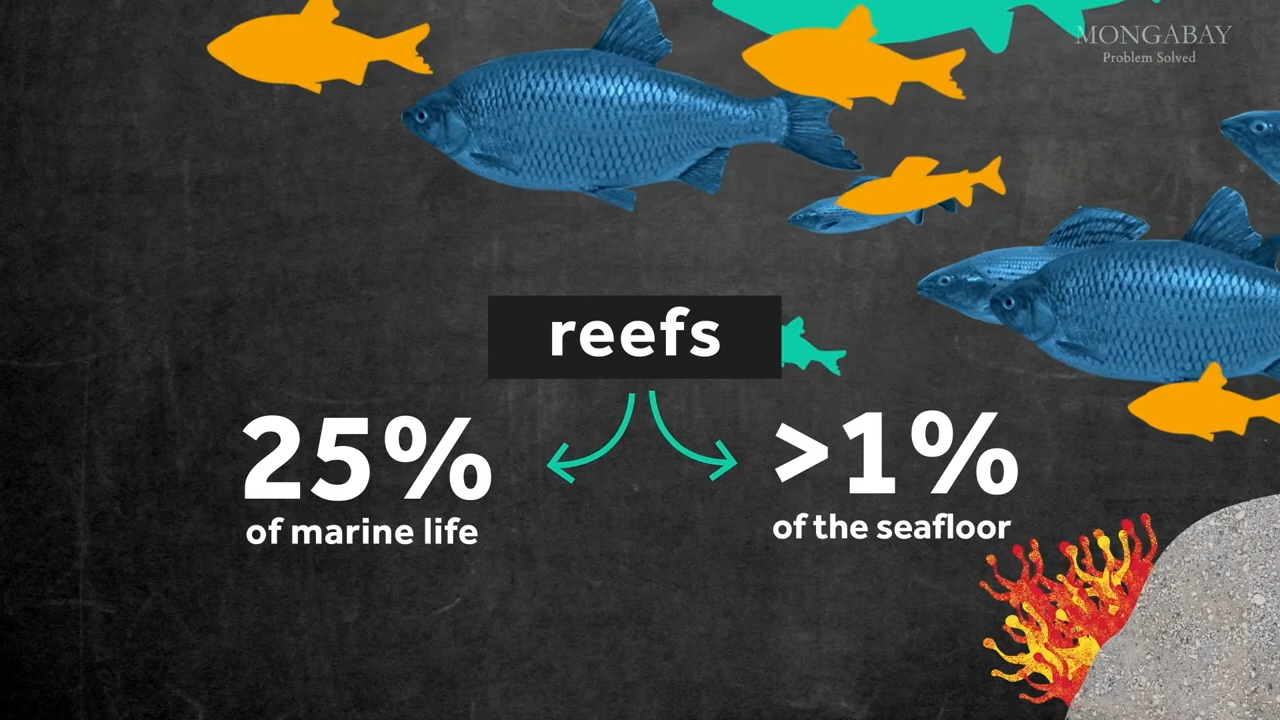 MONGABAY
Problem Solved
reefs
25%
of marine life
>1%
of the seafloor